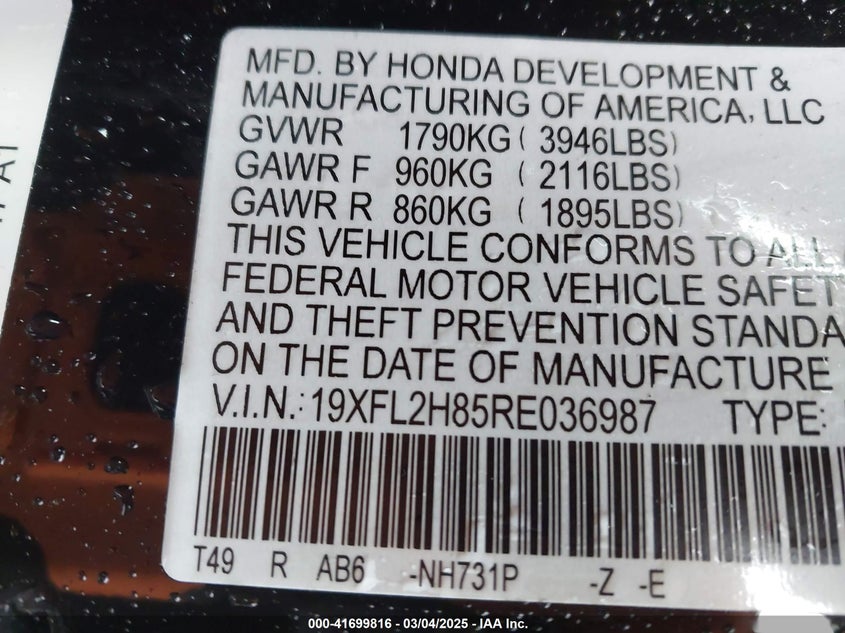 MFD. BY HONDA DEVELOPMENT &
MANUFACTURING OF AMERICA, LLC
GVWR 1790KG ( 3946LBS)
GAWR F 960KG ( 2116LBS)
GAWR R 860KG ( 1895LBS)
THIS VEHICLE CONFORMS TO ALL
FEDERAL MOTOR VEHICLE SAFET
AND THEFT PREVENTION STANDA
ON THE DATE OF MANUFACTURE
V.I.N.: 19XFL2H85RE036987 TYPE:
T49 R AB6 -NH731P -Z -E
000-41699816 - 03/04/2025 - IAA Inc.